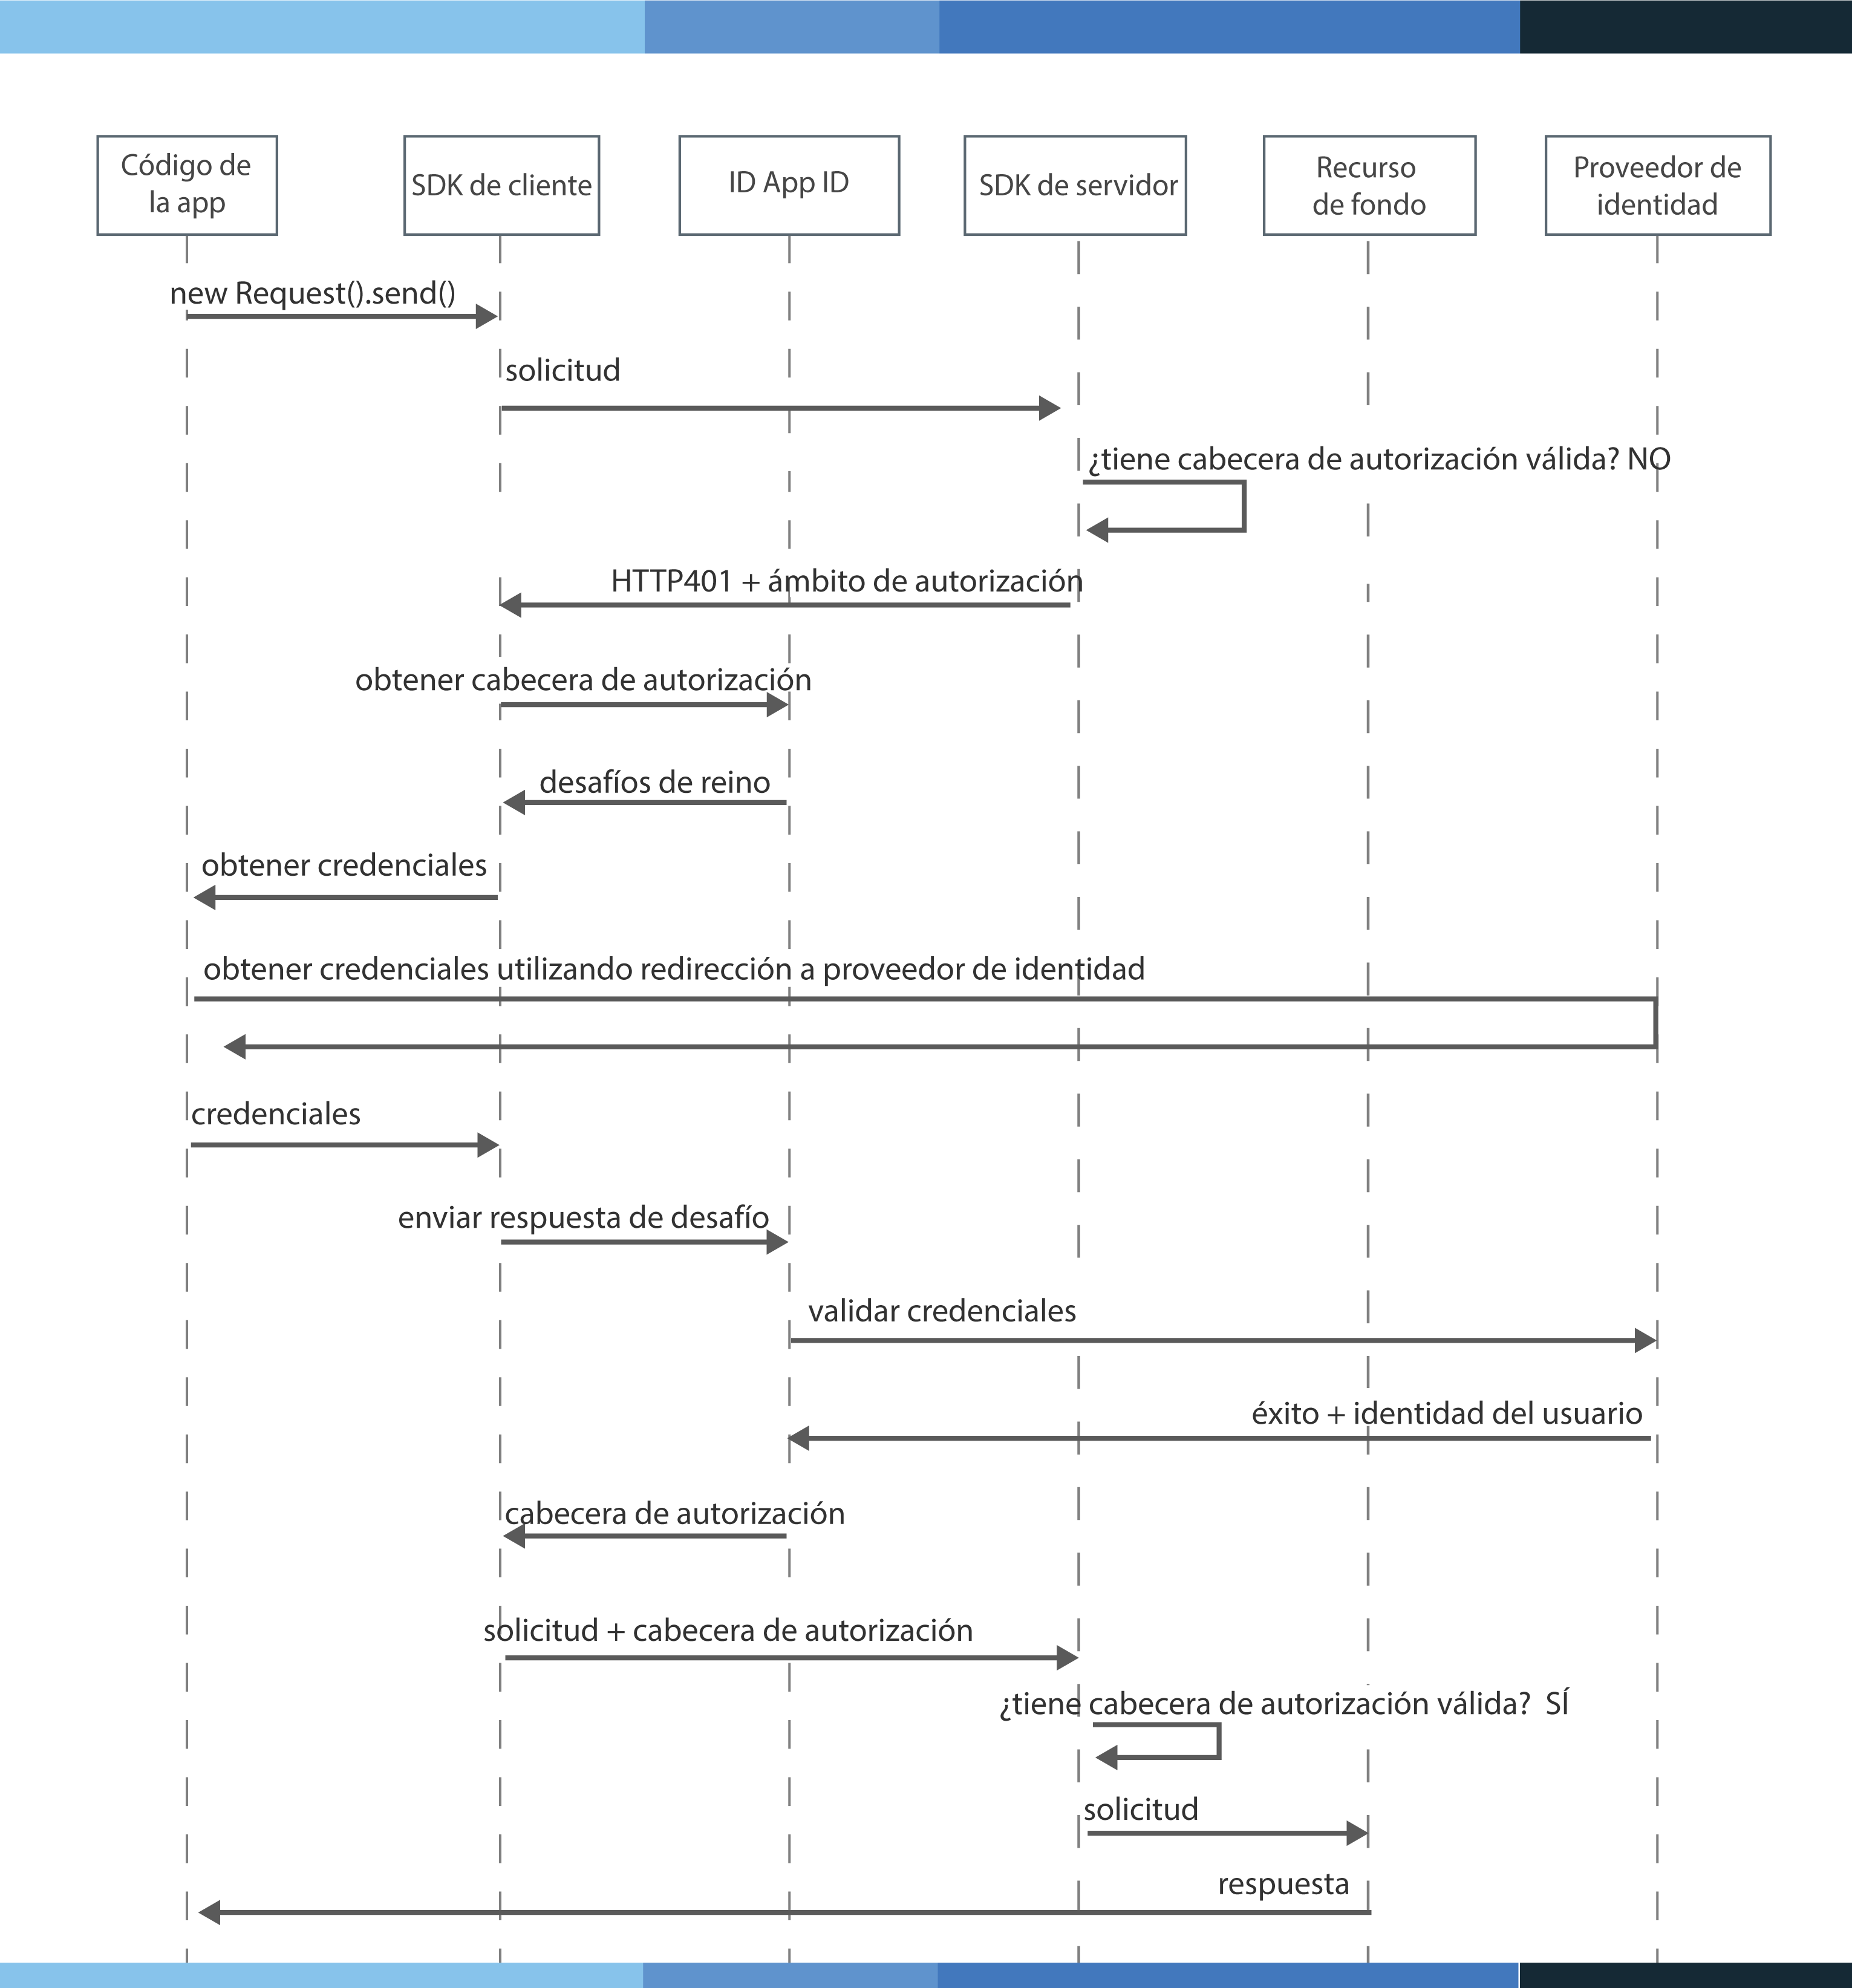 Código de
la app
SDK de cliente
ID App ID
SDK de servidor
Recurso
de fondo
Proveedor de
identidad
new Request().send()
solicitud
¿tiene cabecera de autorización válida? NO
HTTP401 + ámbito de autorización
obtener cabecera de autorización
desafíos de reino
obtener credenciales
obtener credenciales utilizando redirección a proveedor de identidad
credenciales
enviar respuesta de desafío
validar credenciales
éxito + identidad del usuario
cabecera de autorización
solicitud + cabecera de autorización
¿tiene cabecera de autorización válida? SÍ
solicitud
respuesta